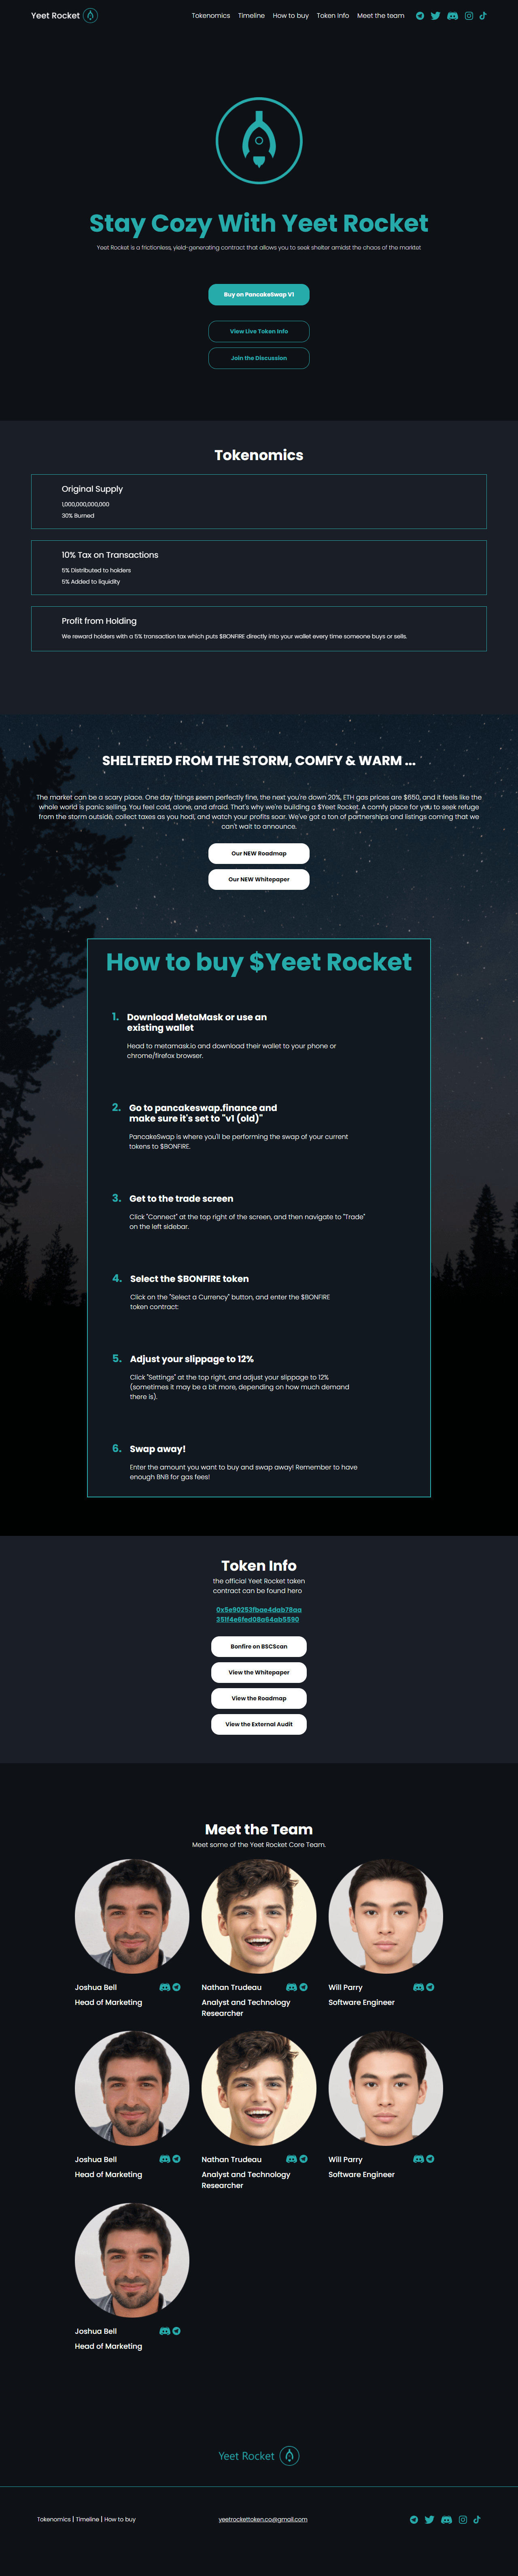 Yeet Rocket
Tokenomics Timeline How to buy Token Info Meet the team
Stay Cozy With Yeet Rocket
Yeet Rocket is a frictionless, yield-generating contract that allows you to seek shelter amidst the chaos of the marktet
Buy on PancakeSwap V1
View Live Token Info
Join the Discussion
Tokenomics
Original Supply
1,000,000,000,000
30% Burned
10% Tax on Transactions
5% Distributed to holders
5% Added to liquidity
Profit from Holding
We reward holders with a 5% transaction tax which puts $BONFIRE directly into your wallet every time someone buys or sells.
SHELTERED FROM THE STORM, COMFY & WARM ...
The market can be a scary place. One day things seem perfectly fine, the next you're down 20%, ETH gas prices are $650, and it feels like the
whole world is panic selling. You feel cold, alone, and afraid. That's why we're building a $Yeet Rocket. A comfy place for you to seek refuge
from the storm outside, collect taxes as you hodl, and watch your profits soar. We've got a ton of partnerships and listings coming that we
can't wait to announce.
Our NEW Roadmap
Our NEW Whitepaper
How to buy $Yeet Rocket
1. Download MetaMask or use an
existing wallet
Head to metamask.io and download their wallet to your phone or
chrome/firefox browser.
2. Go to pancakeswap.finance and
make sure it's set to "v1 (old)"
PancakeSwap is where you'll be performing the swap of your current
tokens to $BONFIRE.
3. Get to the trade screen
Click "Connect" at the top right of the screen, and then navigate to "Trade"
on the left sidebar.
4. Select the $BONFIRE token
Click on the "Select a Currency" button, and enter the $BONFIRE
token contract:
5. Adjust your slippage to 12%
Click "Settings" at the top right, and adjust your slippage to 12%
(sometimes it may be a bit more, depending on how much demand
there is).
6. Swap away!
Enter the amount you want to buy and swap away! Remember to have
enough BNB for gas fees!
Token Info
the official Yeet Rocket taken
contract can be found hero
0x5e90253fbae4dab78aa
351f4e6fed08a64ab5590
Bonfire on BSCScan
View the Whitepaper
View the Roadmap
View the External Audit
Meet the Team
Meet some of the Yeet Rocket Core Team.
Joshua Bell
Head of Marketing
Nathan Trudeau
Analyst and Technology
Researcher
Will Parry
Software Engineer
Joshua Bell
Head of Marketing
Nathan Trudeau
Analyst and Technology
Researcher
Will Parry
Software Engineer
Joshua Bell
Head of Marketing
Yeet Rocket
Tokenomics | Timeline | How to buy
yeetrockettoken.co@gmail.com